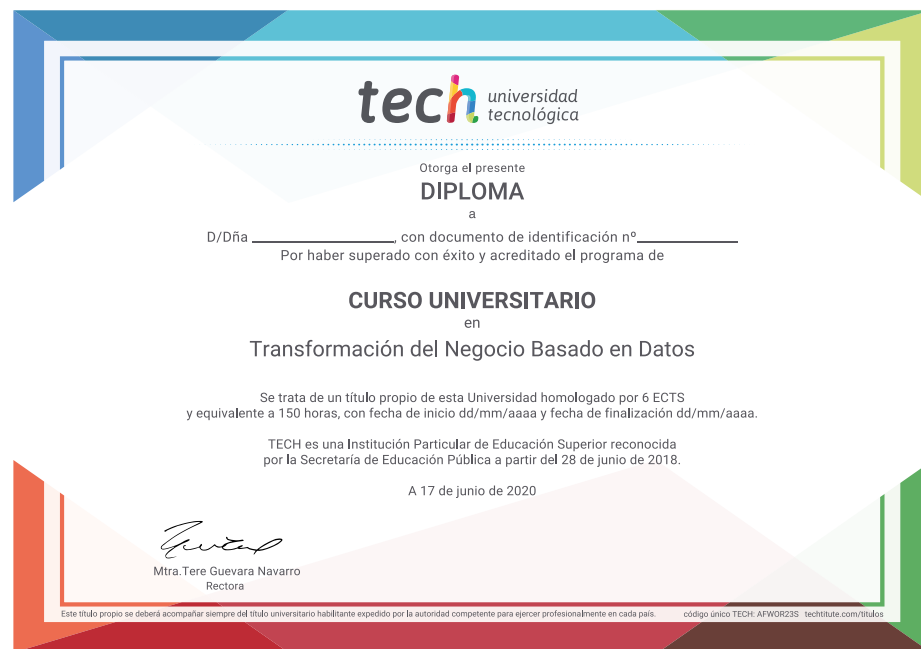 tech universidad
tecnológica
Otorga el presente
DIPLOMA
a
D/Dña ____________________, con documento de identificación nº______________
Por haber superado con éxito y acreditado el programa de
CURSO UNIVERSITARIO
en
Transformación del Negocio Basado en Datos
Se trata de un título propio de esta Universidad homologado por 6 ECTS
y equivalente a 150 horas, con fecha de inicio dd/mm/aaaa y fecha de finalización dd/mm/aaaa.
TECH es una Institución Particular de Educación Superior reconocida
por la Secretaría de Educación Pública a partir del 28 de junio de 2018.
A 17 de junio de 2020
Mtra.Tere Guevara Navarro
Rectora
Este título propio se deberá acompañar siempre del título universitario habilitante expedido por la autoridad competente para ejercer profesionalmente en cada país. código único TECH: AFWOR23S techtitute.com/titulos